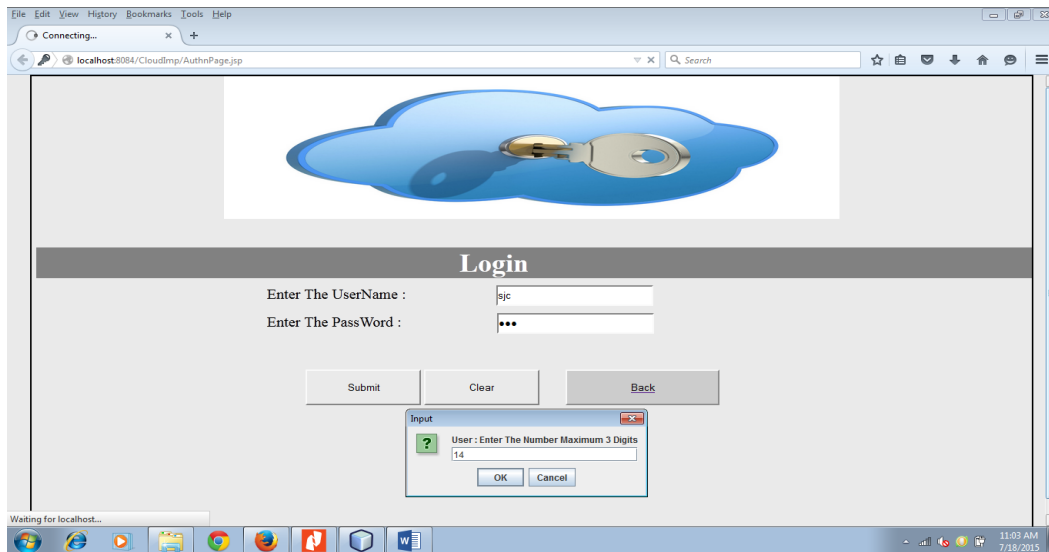 File Edit View History Bookmarks Tools Help
Connecting...
localhost:8084/CloudImp/AuthnPage.jsp
Search
Login
Enter The UserName :
sjc
Enter The PassWord :
Submit
Clear
Back
Input
User : Enter The Number Maximum 3 Digits
14
OK
Cancel
Waiting for localhost...
11:03 AM
7/18/2015